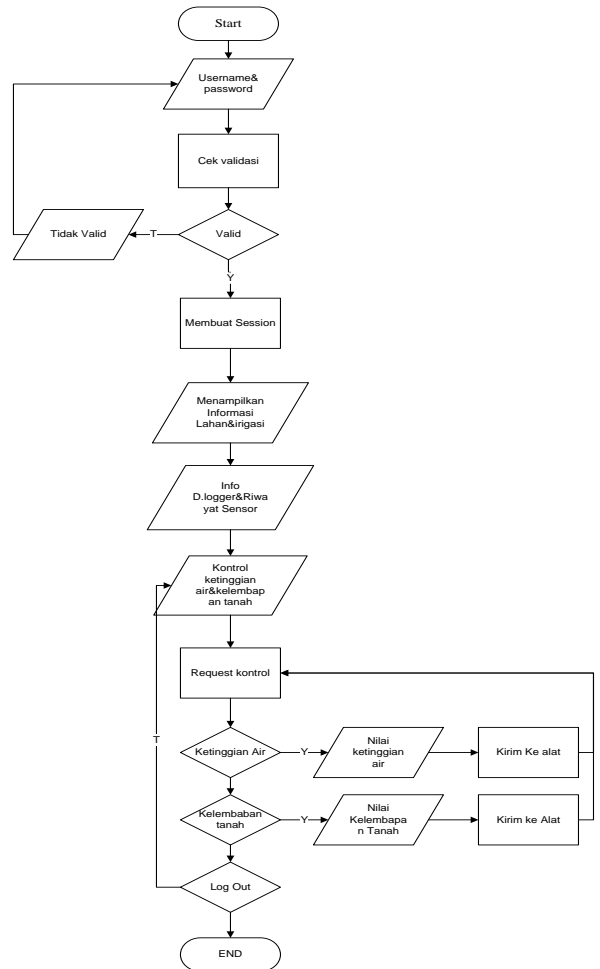 Start
Username&
password
Cek validasi
Tidak Valid
T
Valid
Y
Membuat Session
Menampilkan
Informasi
Lahan&irigasi
Info
D.logger&Riwa
yat Sensor
Kontrol
ketinggian
air&kelembap
an tanah
Request kontrol
T
Ketinggian Air
Y
Nilai
ketinggian
air
Kirim Ke alat
Kelembaban
tanah
Y
Nilai
Kelembapa
n Tanah
Kirim ke Alat
Log Out
END